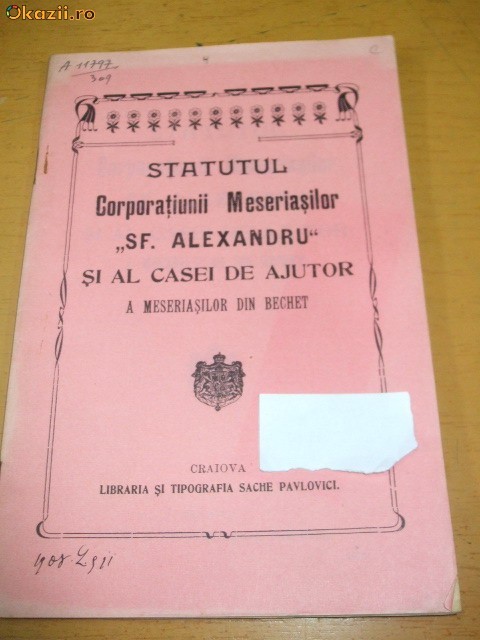 Okazii.ro
A 11797
309
STATUTUL
Corporațiunii Meseriașilor
„SF. ALEXANDRU“
ȘI AL CASEI DE AJUTOR
A MESERIAȘILOR DIN BECHET
CRAIOVA
LIBRARIA ȘI TIPOGRAFIA SACHE PAVLOVICI.